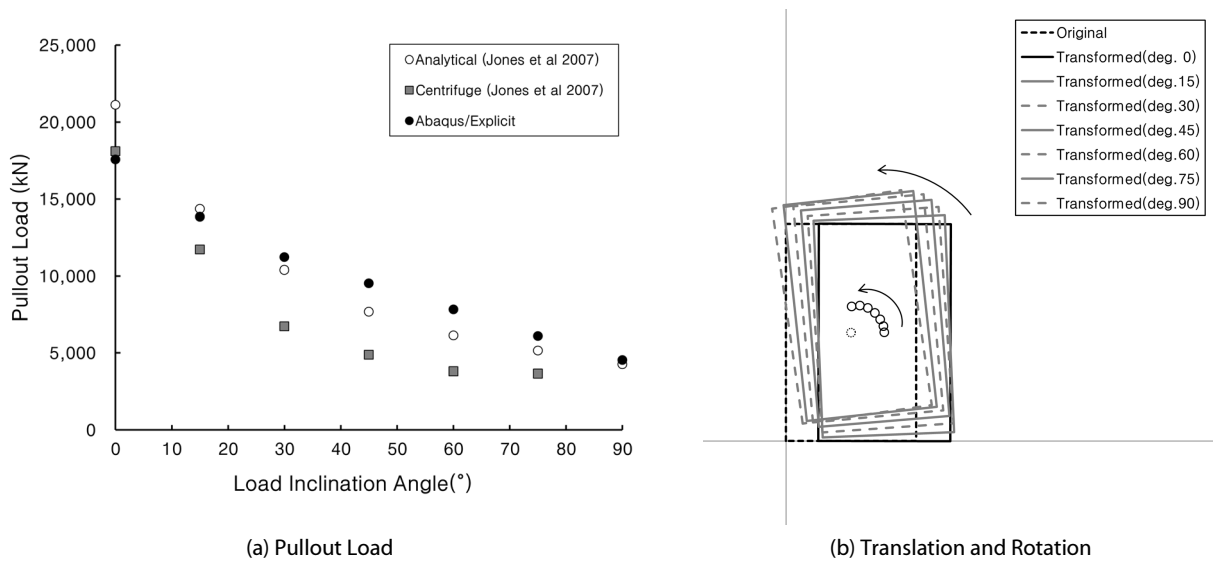 25,000
20,000
15,000
10,000
5,000
0
Pullout Load (kN)
Analytical (Jones et al 2007)
Centrifuge (Jones et al 2007)
Abaqus/Explicit
0 10 20 30 40 50 60 70 80 90
Load Inclination Angle(°)
(a) Pullout Load
Original
Transformed(deg. 0)
Transformed(deg.15)
Transformed(deg.30)
Transformed(deg.45)
Transformed(deg.60)
Transformed(deg.75)
Transformed(deg.90)
(b) Translation and Rotation